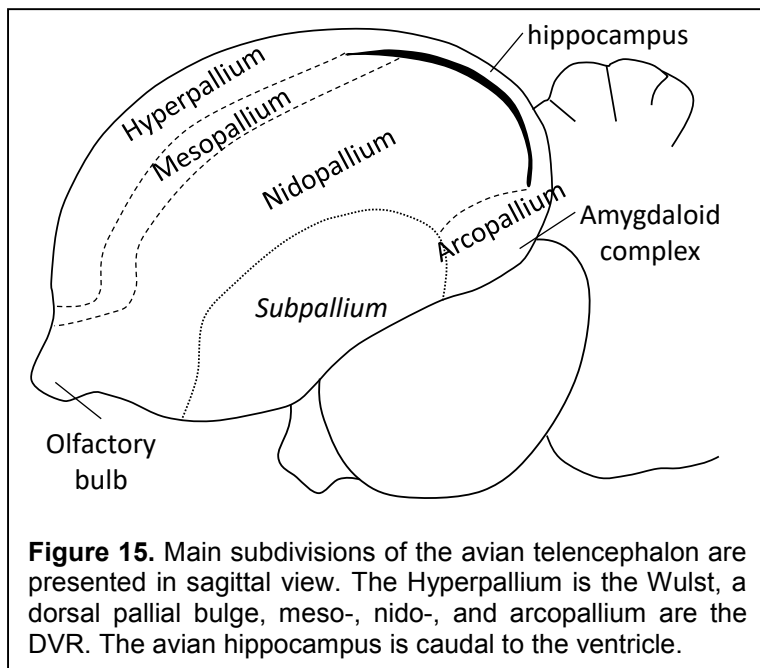 hippocampus
Hyperpallium
Mesopallium
Nidopallium
Arcopallium
Amygdaloid
complex
Subpallium
Olfactory
bulb
Figure 15. Main subdivisions of the avian telencephalon are
presented in sagittal view. The Hyperpallium is the Wulst, a
dorsal pallial bulge, meso-, nido-, and arcopallium are the
DVR. The avian hippocampus is caudal to the ventricle.